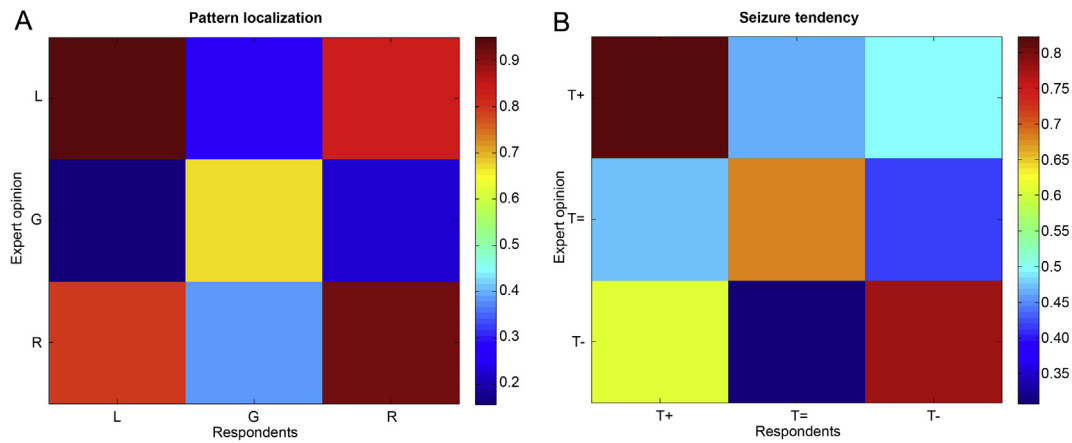 A
Pattern localization
L
G
R
Expert opinion
L G R
Respondents
0.9
0.8
0.7
0.6
0.5
0.4
0.3
0.2
B
Seizure tendency
T+
T=
T-
Expert opinion
T+ T= T-
Respondents
0.8
0.75
0.7
0.65
0.6
0.55
0.5
0.45
0.4
0.35